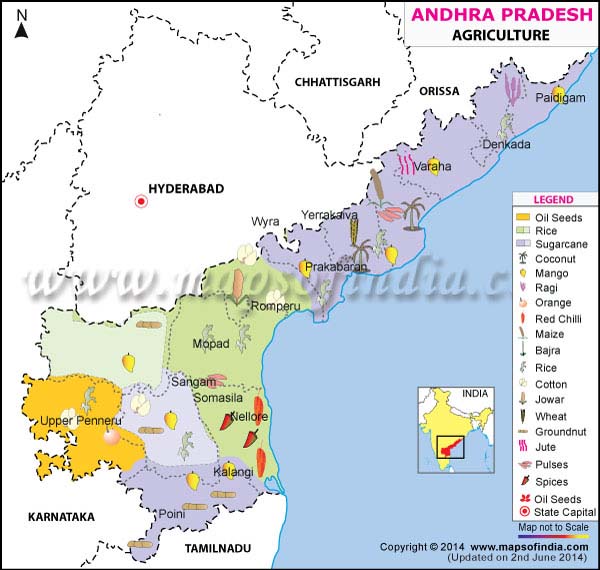 N
ANDHRA PRADESH
AGRICULTURE
CHHATTISGARH
ORISSA
Paidigam
Denkada
Varaha
HYDERABAD
Yerrakalva
Wyra
Prakabaran
www.mapsofindia.c
Romperu
Mopad
Sangam
Somasila
Nellore
Upper Penneru
Kalangi
Poini
KARNATAKA
TAMILNADU
INDIA
LEGEND
Oil Seeds
Rice
Sugarcane
Coconut
Mango
Ragi
Orange
Red Chilli
Maize
Bajra
Rice
Cotton
Jowar
Wheat
Groundnut
Jute
Pulses
Spices
Oil Seeds
State Capital
Map not to Scale
Copyright © 2014 www.mapsofindia.com
(Updated on 2nd June 2014)